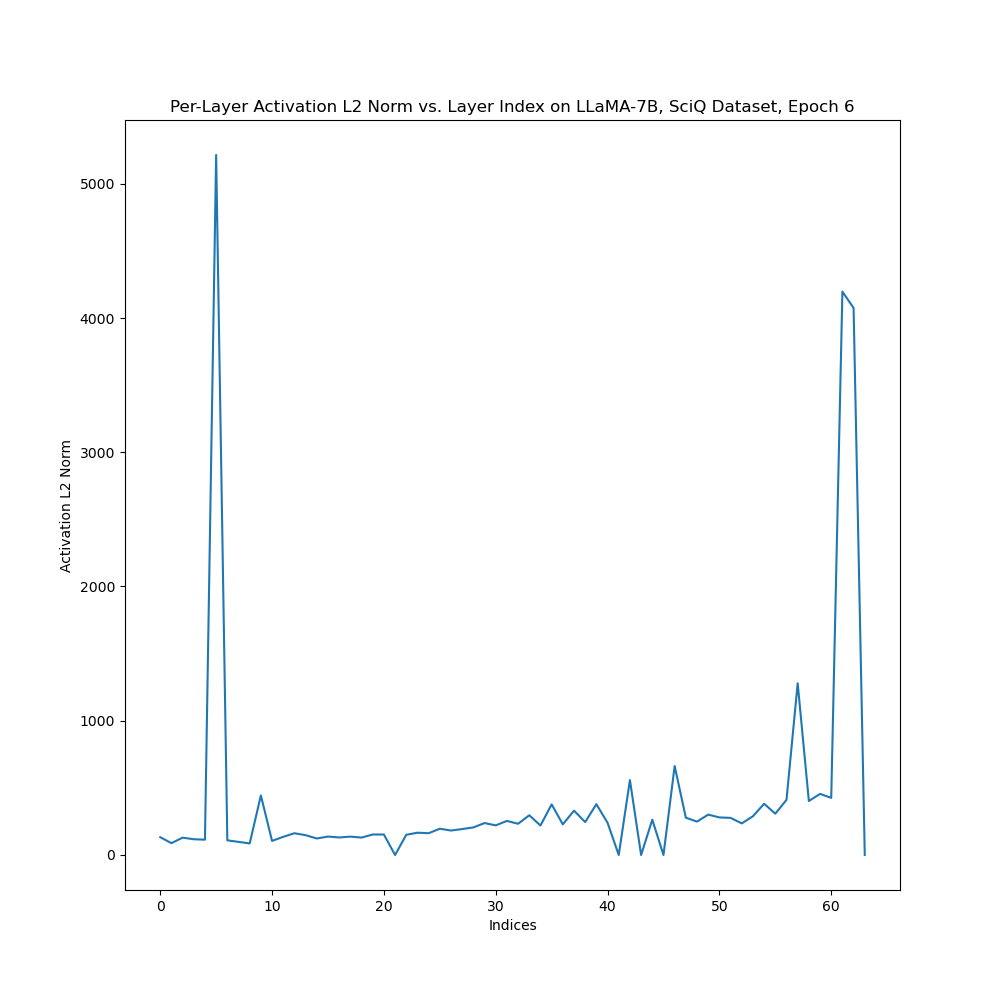 Per-Layer Activation L2 Norm vs. Layer Index on LLaMA-7B, SciQ Dataset, Epoch 6
5000
4000
3000
2000
1000
0
Activation L2 Norm
0 10 20 30 40 50 60
Indices